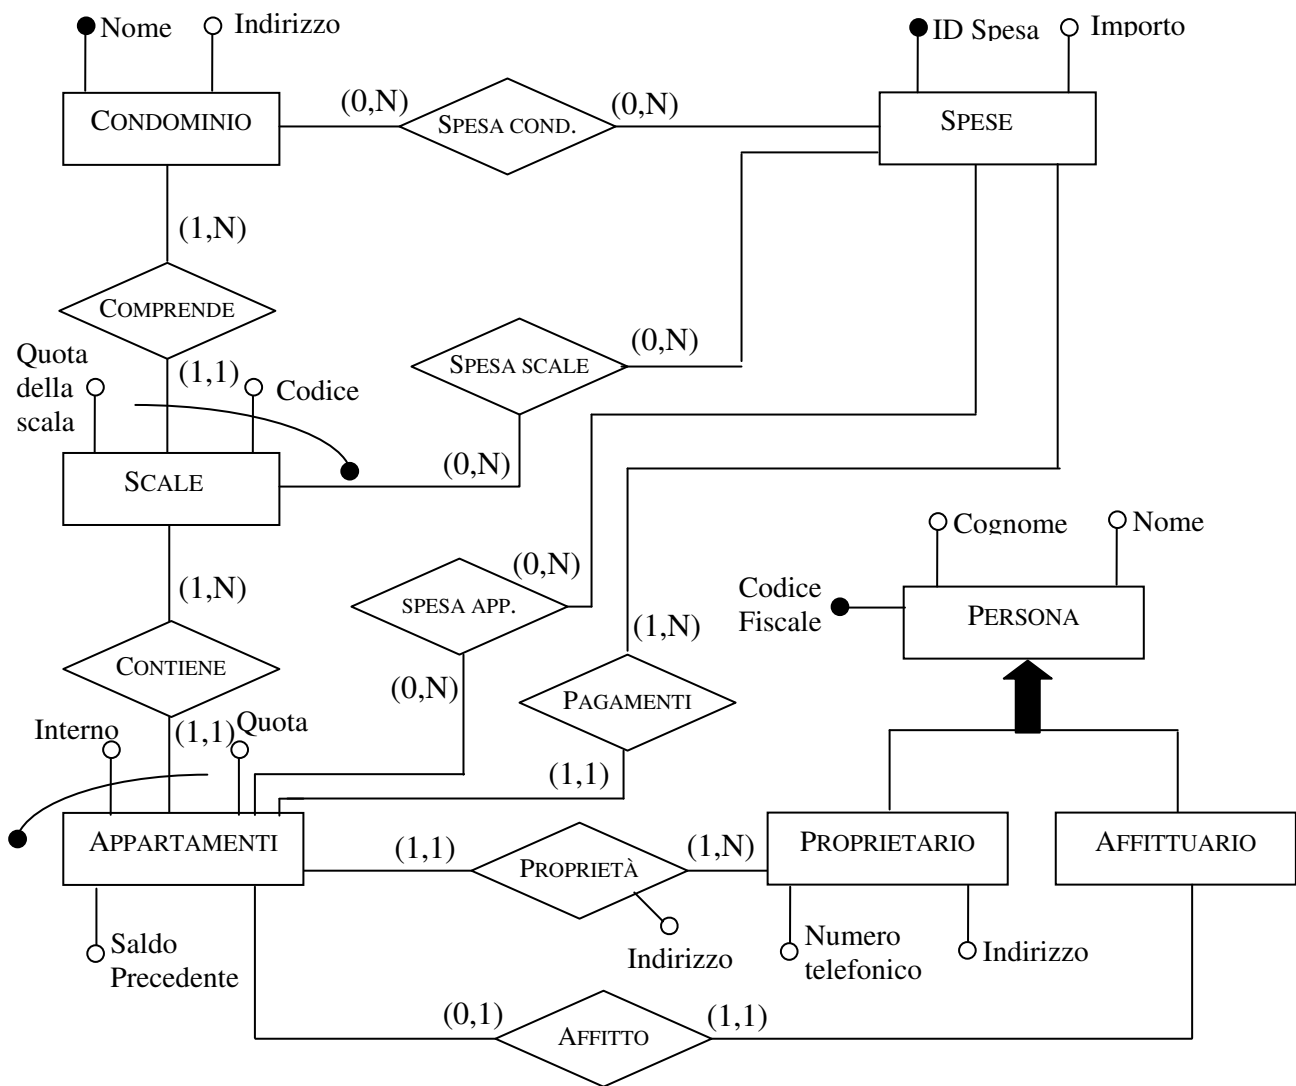 Nome
Indirizzo
ID Spesa
Importo
CONDOMINIO
(0,N)
SPESA COND.
(0,N)
SPESE
(1,N)
COMPRENDE
Quota
della
scala
(1,1)
Codice
SPESA SCALE
(0,N)
SCALE
(0,N)
Cognome
Nome
(1,N)
SPESA APP.
(0,N)
Codice
Fiscale
PERSONA
(1,N)
CONTIENE
(0,N)
PAGAMENTI
Interno
(1,1)
Quota
(1,1)
APPARTAMENTI
(1,1)
PROPRIETÀ
(1,N)
PROPRIETARIO
AFFITTUARIO
Saldo
Precedente
Indirizzo
Numero
telefonico
Indirizzo
(0,1)
AFFITTO
(1,1)